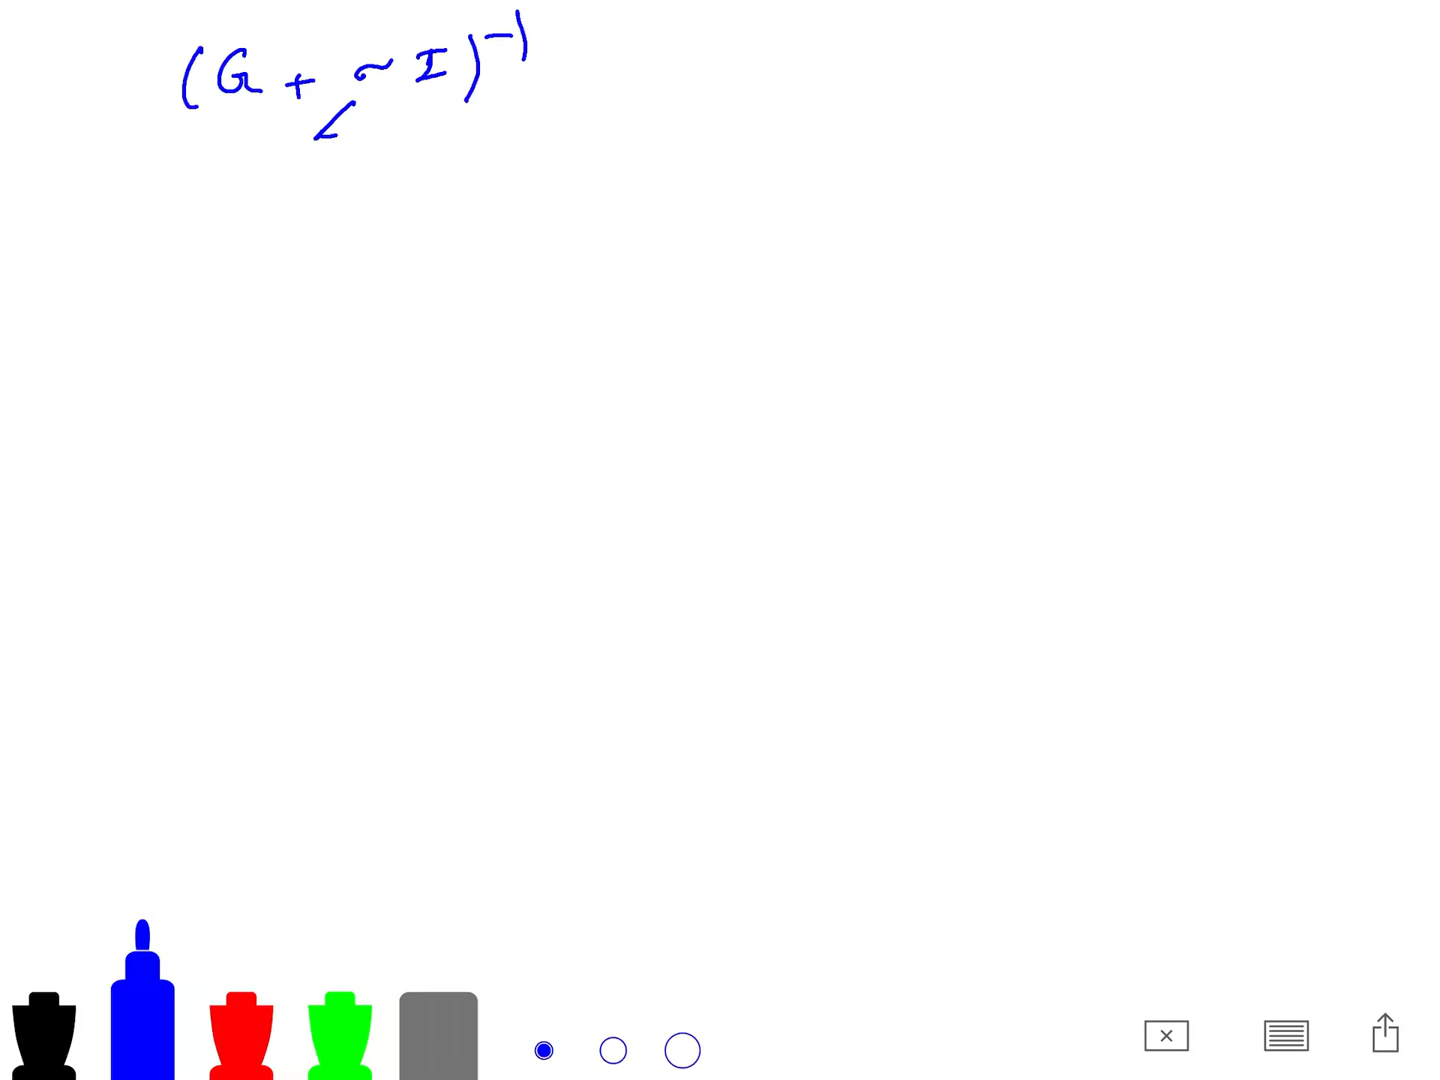 (G + ~ I)^-1